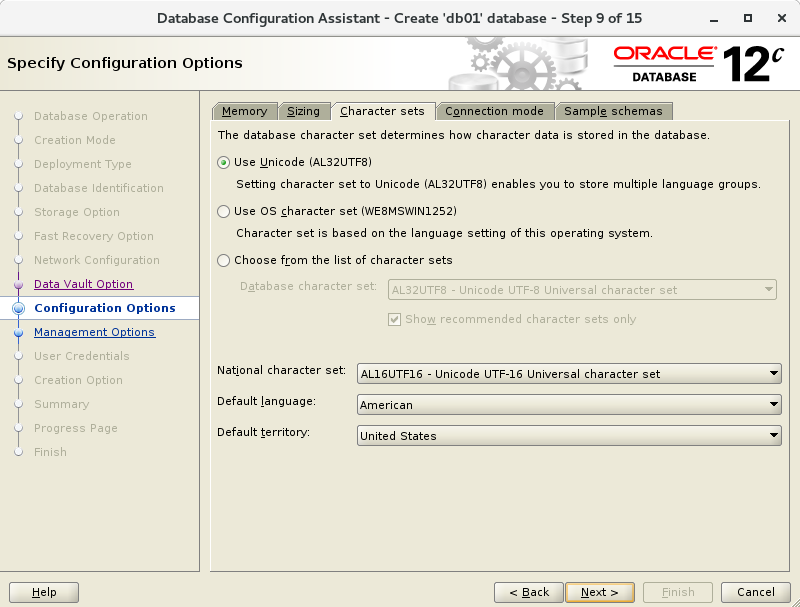 Database Configuration Assistant - Create 'db01' database - Step 9 of 15
Specify Configuration Options
ORACLE®
DATABASE
12c
Database Operation
Creation Mode
Deployment Type
Database Identification
Storage Option
Fast Recovery Option
Network Configuration
Data Vault Option
Configuration Options
Management Options
User Credentials
Creation Option
Summary
Progress Page
Finish
Memory Sizing Character sets Connection mode Sample schemas
The database character set determines how character data is stored in the database.
Use Unicode (AL32UTF8)
Setting character set to Unicode (AL32UTF8) enables you to store multiple language groups.
Use OS character set (WE8MSWIN1252)
Character set is based on the language setting of this operating system.
Choose from the list of character sets
Database character set: AL32UTF8 - Unicode UTF-8 Universal character set
Show recommended character sets only
National character set: AL16UTF16 - Unicode UTF-16 Universal character set
Default language: American
Default territory: United States
Help < Back Next > Finish Cancel